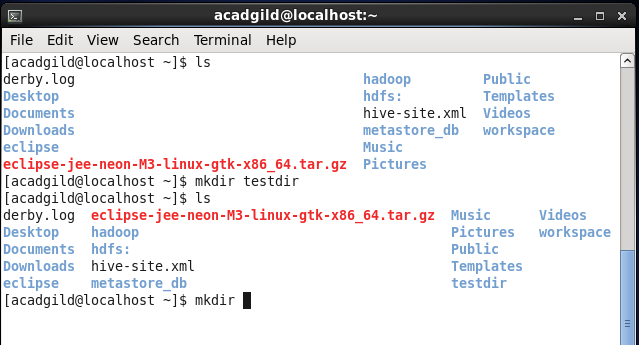 acadgild@localhost:~
File Edit View Search Terminal Help
[acadgild@localhost ~]$ ls
derby.log hadoop Public
Desktop hdfs: Templates
Documents hive-site.xml Videos
Downloads metastore_db workspace
eclipse Music
eclipse-jee-neon-M3-linux-gtk-x86_64.tar.gz Pictures
[acadgild@localhost ~]$ mkdir testdir
[acadgild@localhost ~]$ ls
derby.log eclipse-jee-neon-M3-linux-gtk-x86_64.tar.gz Music Videos
Desktop hadoop Pictures workspace
Documents hdfs: Public
Downloads hive-site.xml Templates
eclipse metastore_db testdir
[acadgild@localhost ~]$ mkdir